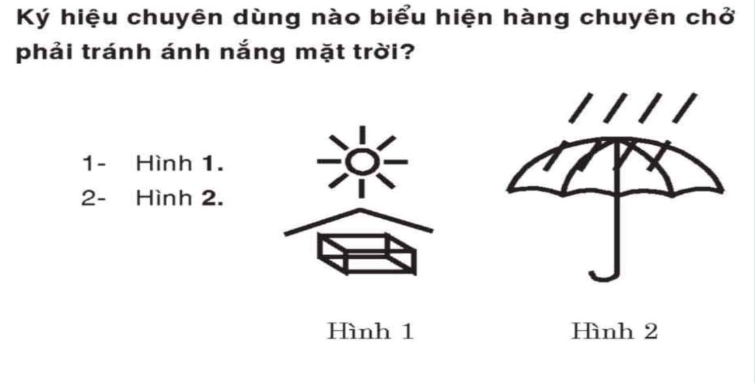 Ký hiệu chuyên dùng nào biểu hiện hàng chuyên chở
phải tránh ánh nắng mặt trời?
1- Hình 1.
2- Hình 2.
Hình 1
Hình 2